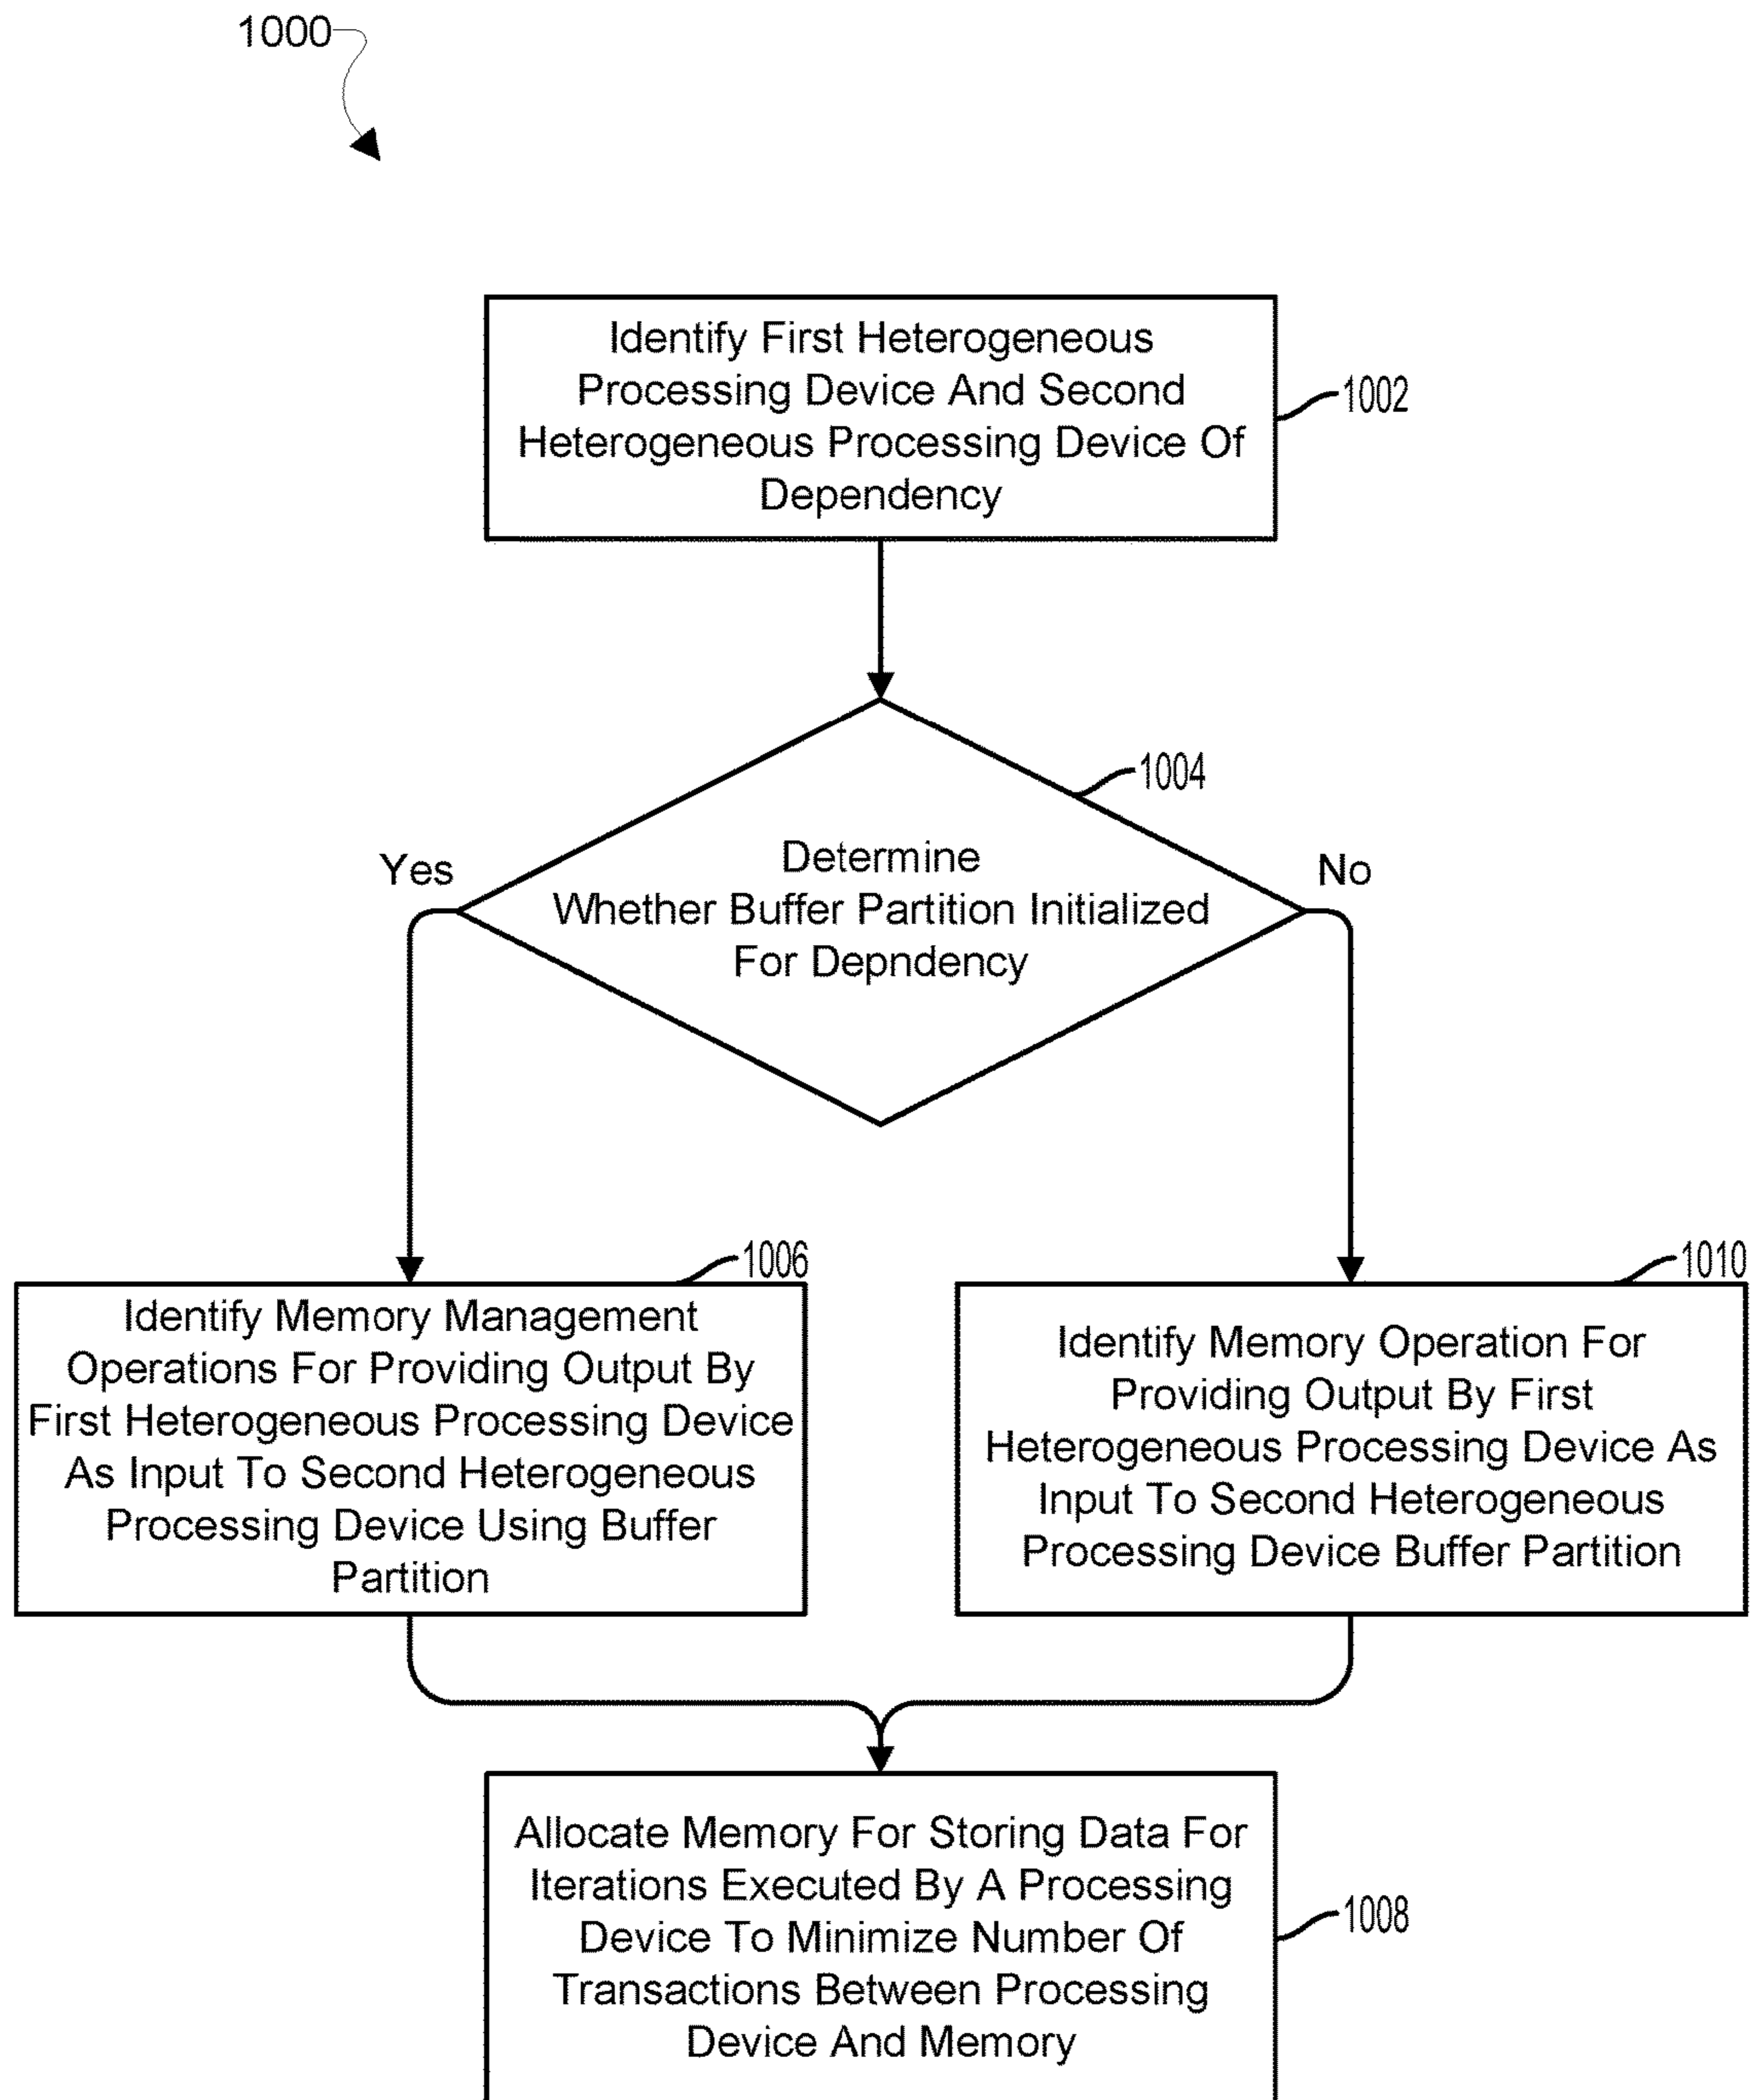 1000
Identify First Heterogeneous
Processing Device And Second
Heterogeneous Processing Device Of
Dependency
1002
1004
Determine
Whether Buffer Partition Initialized
For Depndency
Yes
No
1006
Identify Memory Management
Operations For Providing Output By
First Heterogeneous Processing Device
As Input To Second Heterogeneous
Processing Device Using Buffer
Partition
1010
Identify Memory Operation For
Providing Output By First
Heterogeneous Processing Device As
Input To Second Heterogeneous
Processing Device Buffer Partition
Allocate Memory For Storing Data For
Iterations Executed By A Processing
Device To Minimize Number Of
Transactions Between Processing
Device And Memory
1008